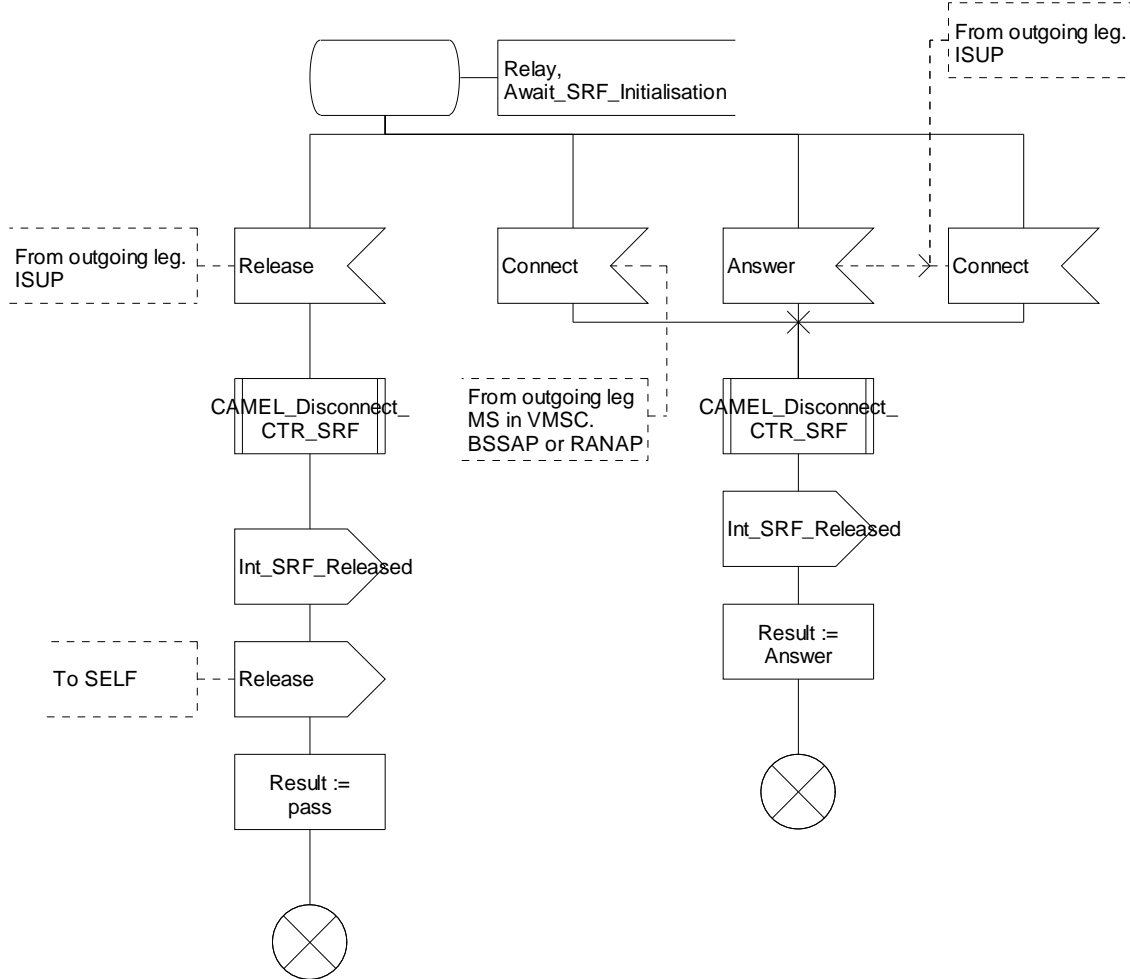 From outgoing leg.
ISUP
Relay,
Await_SRF_Initialisation
From outgoing leg.
ISUP
Release
Connect
Answer
Connect
CAMEL_Disconnect_
CTR_SRF
From outgoing leg
MS in VMSC.
BSSAP or RANAP
CAMEL_Disconnect_
CTR_SRF
Int_SRF_Released
Int_SRF_Released
Result :=
Answer
To SELF
Release
Result :=
pass